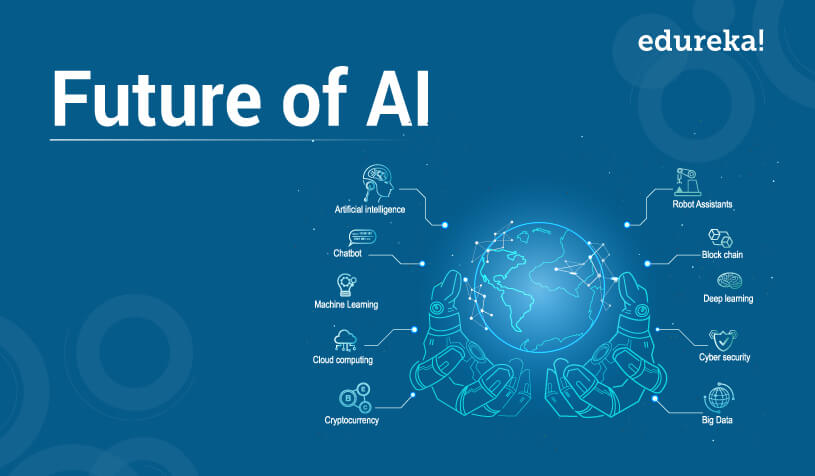 edureka!
Future of AI
Artificial intelligence
Chatbot
Machine Learning
Cloud computing
Cryptocurrency
B
E
C
Robot Assistants
Block chain
Deep learning
Cyber security
Big Data